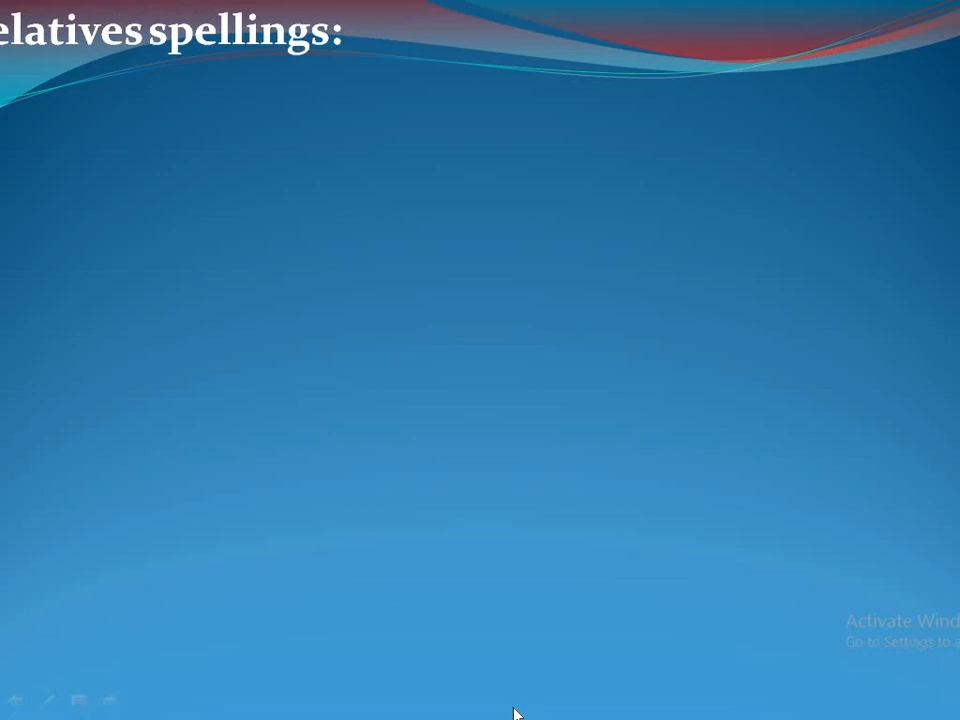 elatives spellings:
Activate Wind
Go to Settings to a